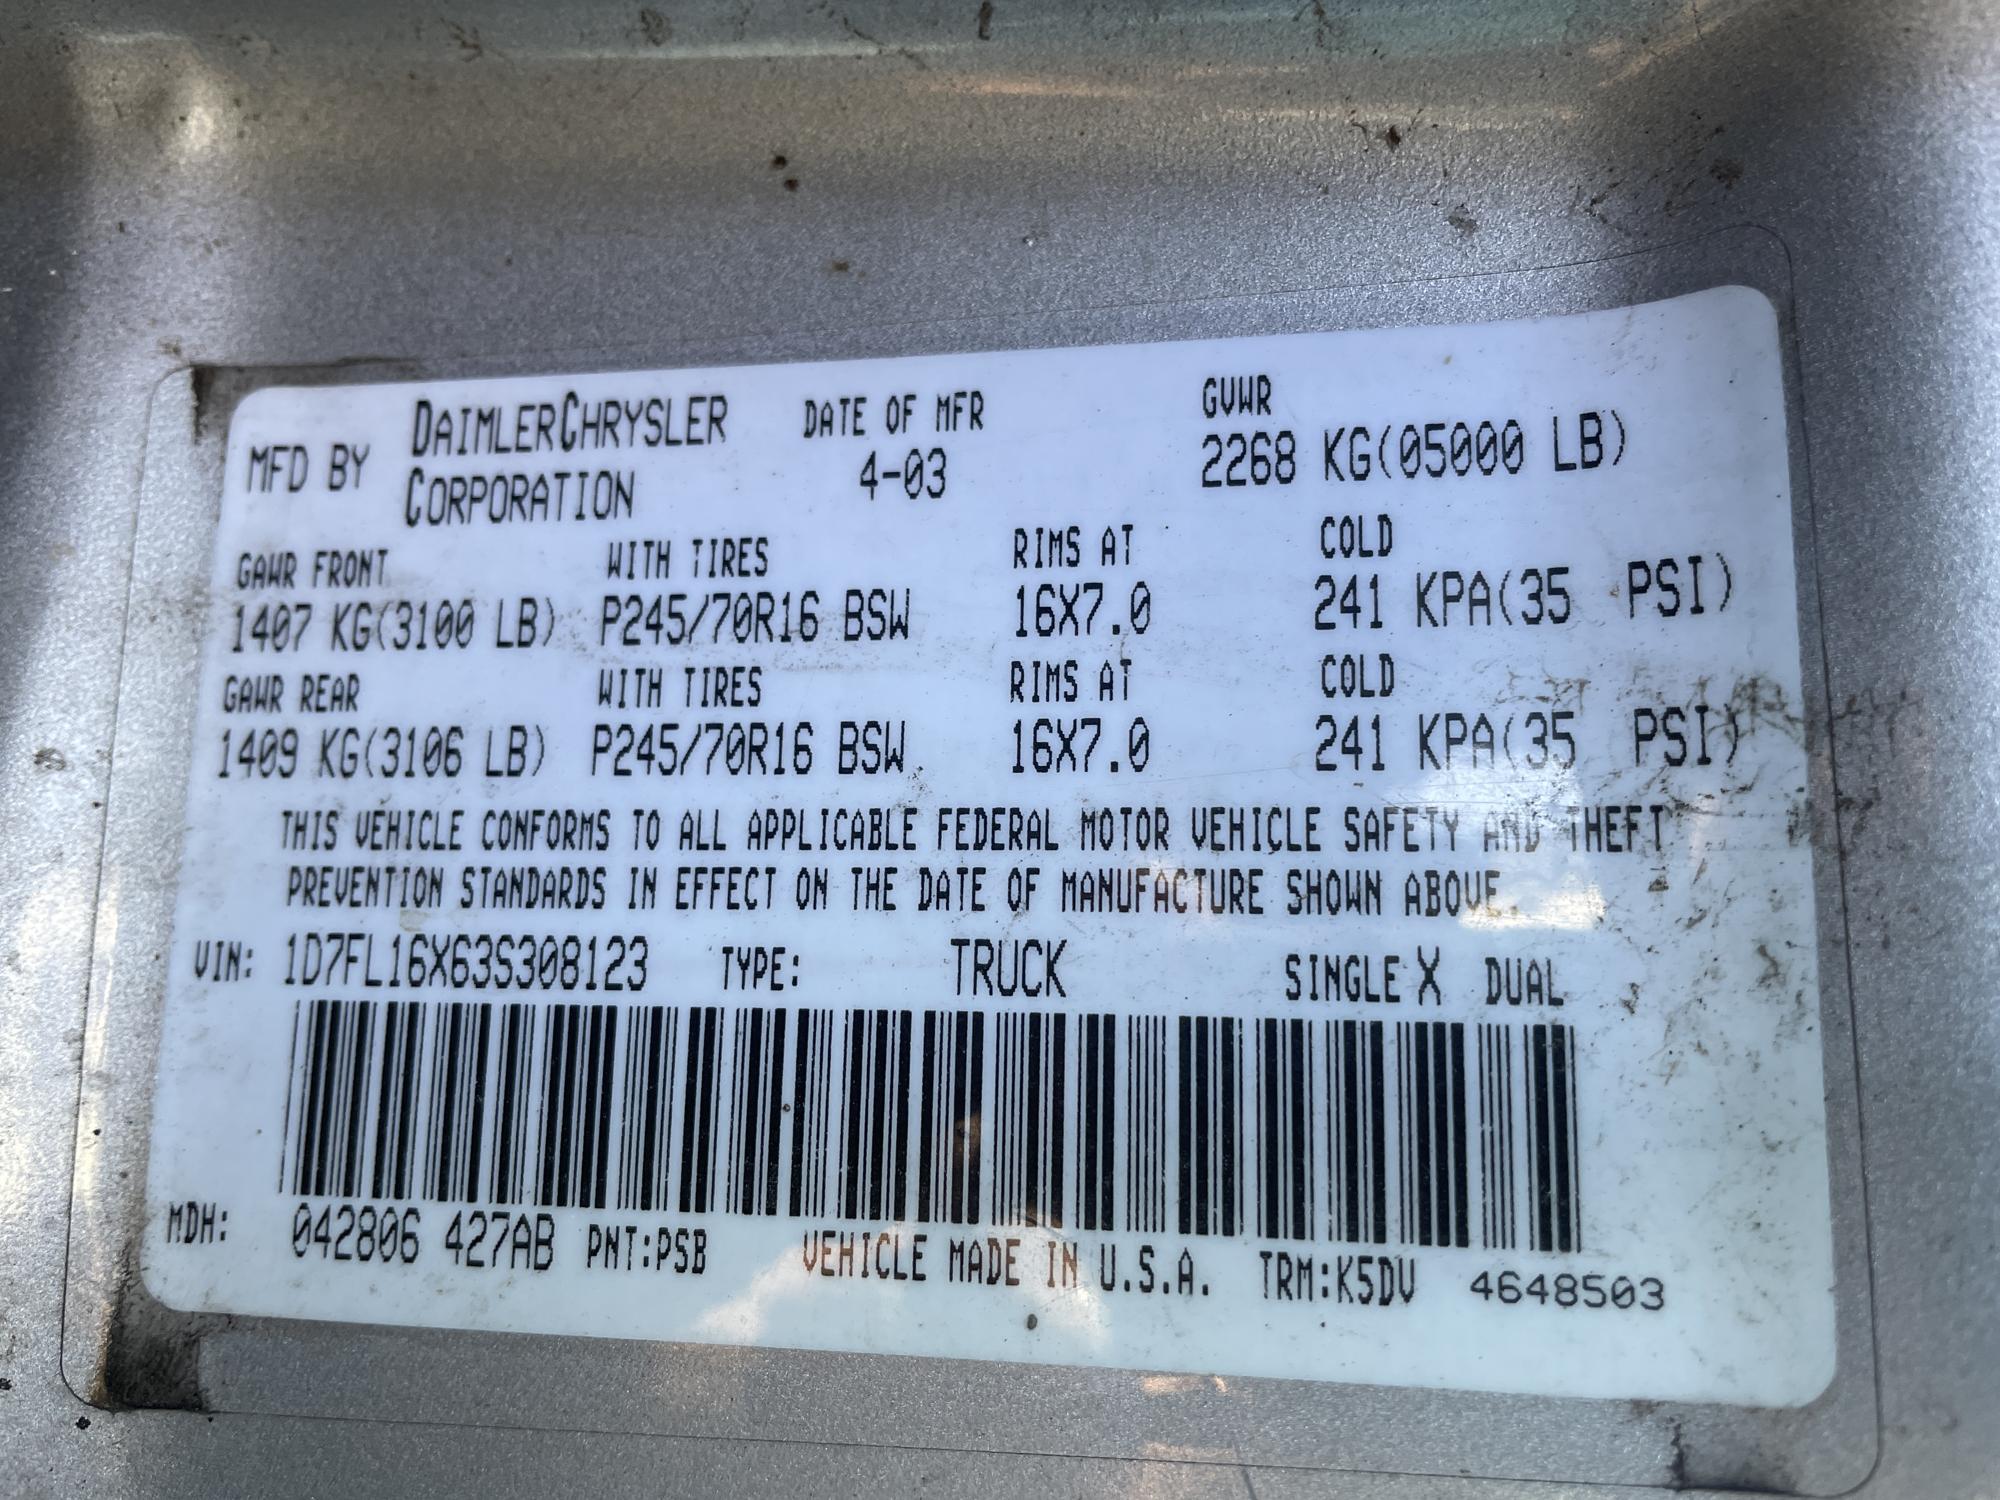 MFD BY DAIMLERCHRYSLER CORPORATION DATE OF MFR 4-03 GVWR 2268 KG(05000 LB)
GAWR FRONT WITH TIRES RIMS AT COLD
1407 KG(3100 LB) P245/70R16 BSW 16X7.0 241 KPA(35 PSI)
GAWR REAR WITH TIRES RIMS AT COLD
1409 KG(3106 LB) P245/70R16 BSW 16X7.0 241 KPA(35 PSI)
THIS VEHICLE CONFORMS TO ALL APPLICABLE FEDERAL MOTOR VEHICLE SAFETY AND THEFT
PREVENTION STANDARDS IN EFFECT ON THE DATE OF MANUFACTURE SHOWN ABOVE.
VIN: 1D7FL16X63S308123 TYPE: TRUCK SINGLE X DUAL
MDH: 042806 427AB PNT:PSB VEHICLE MADE IN U.S.A. TRM:K5DV 4648503